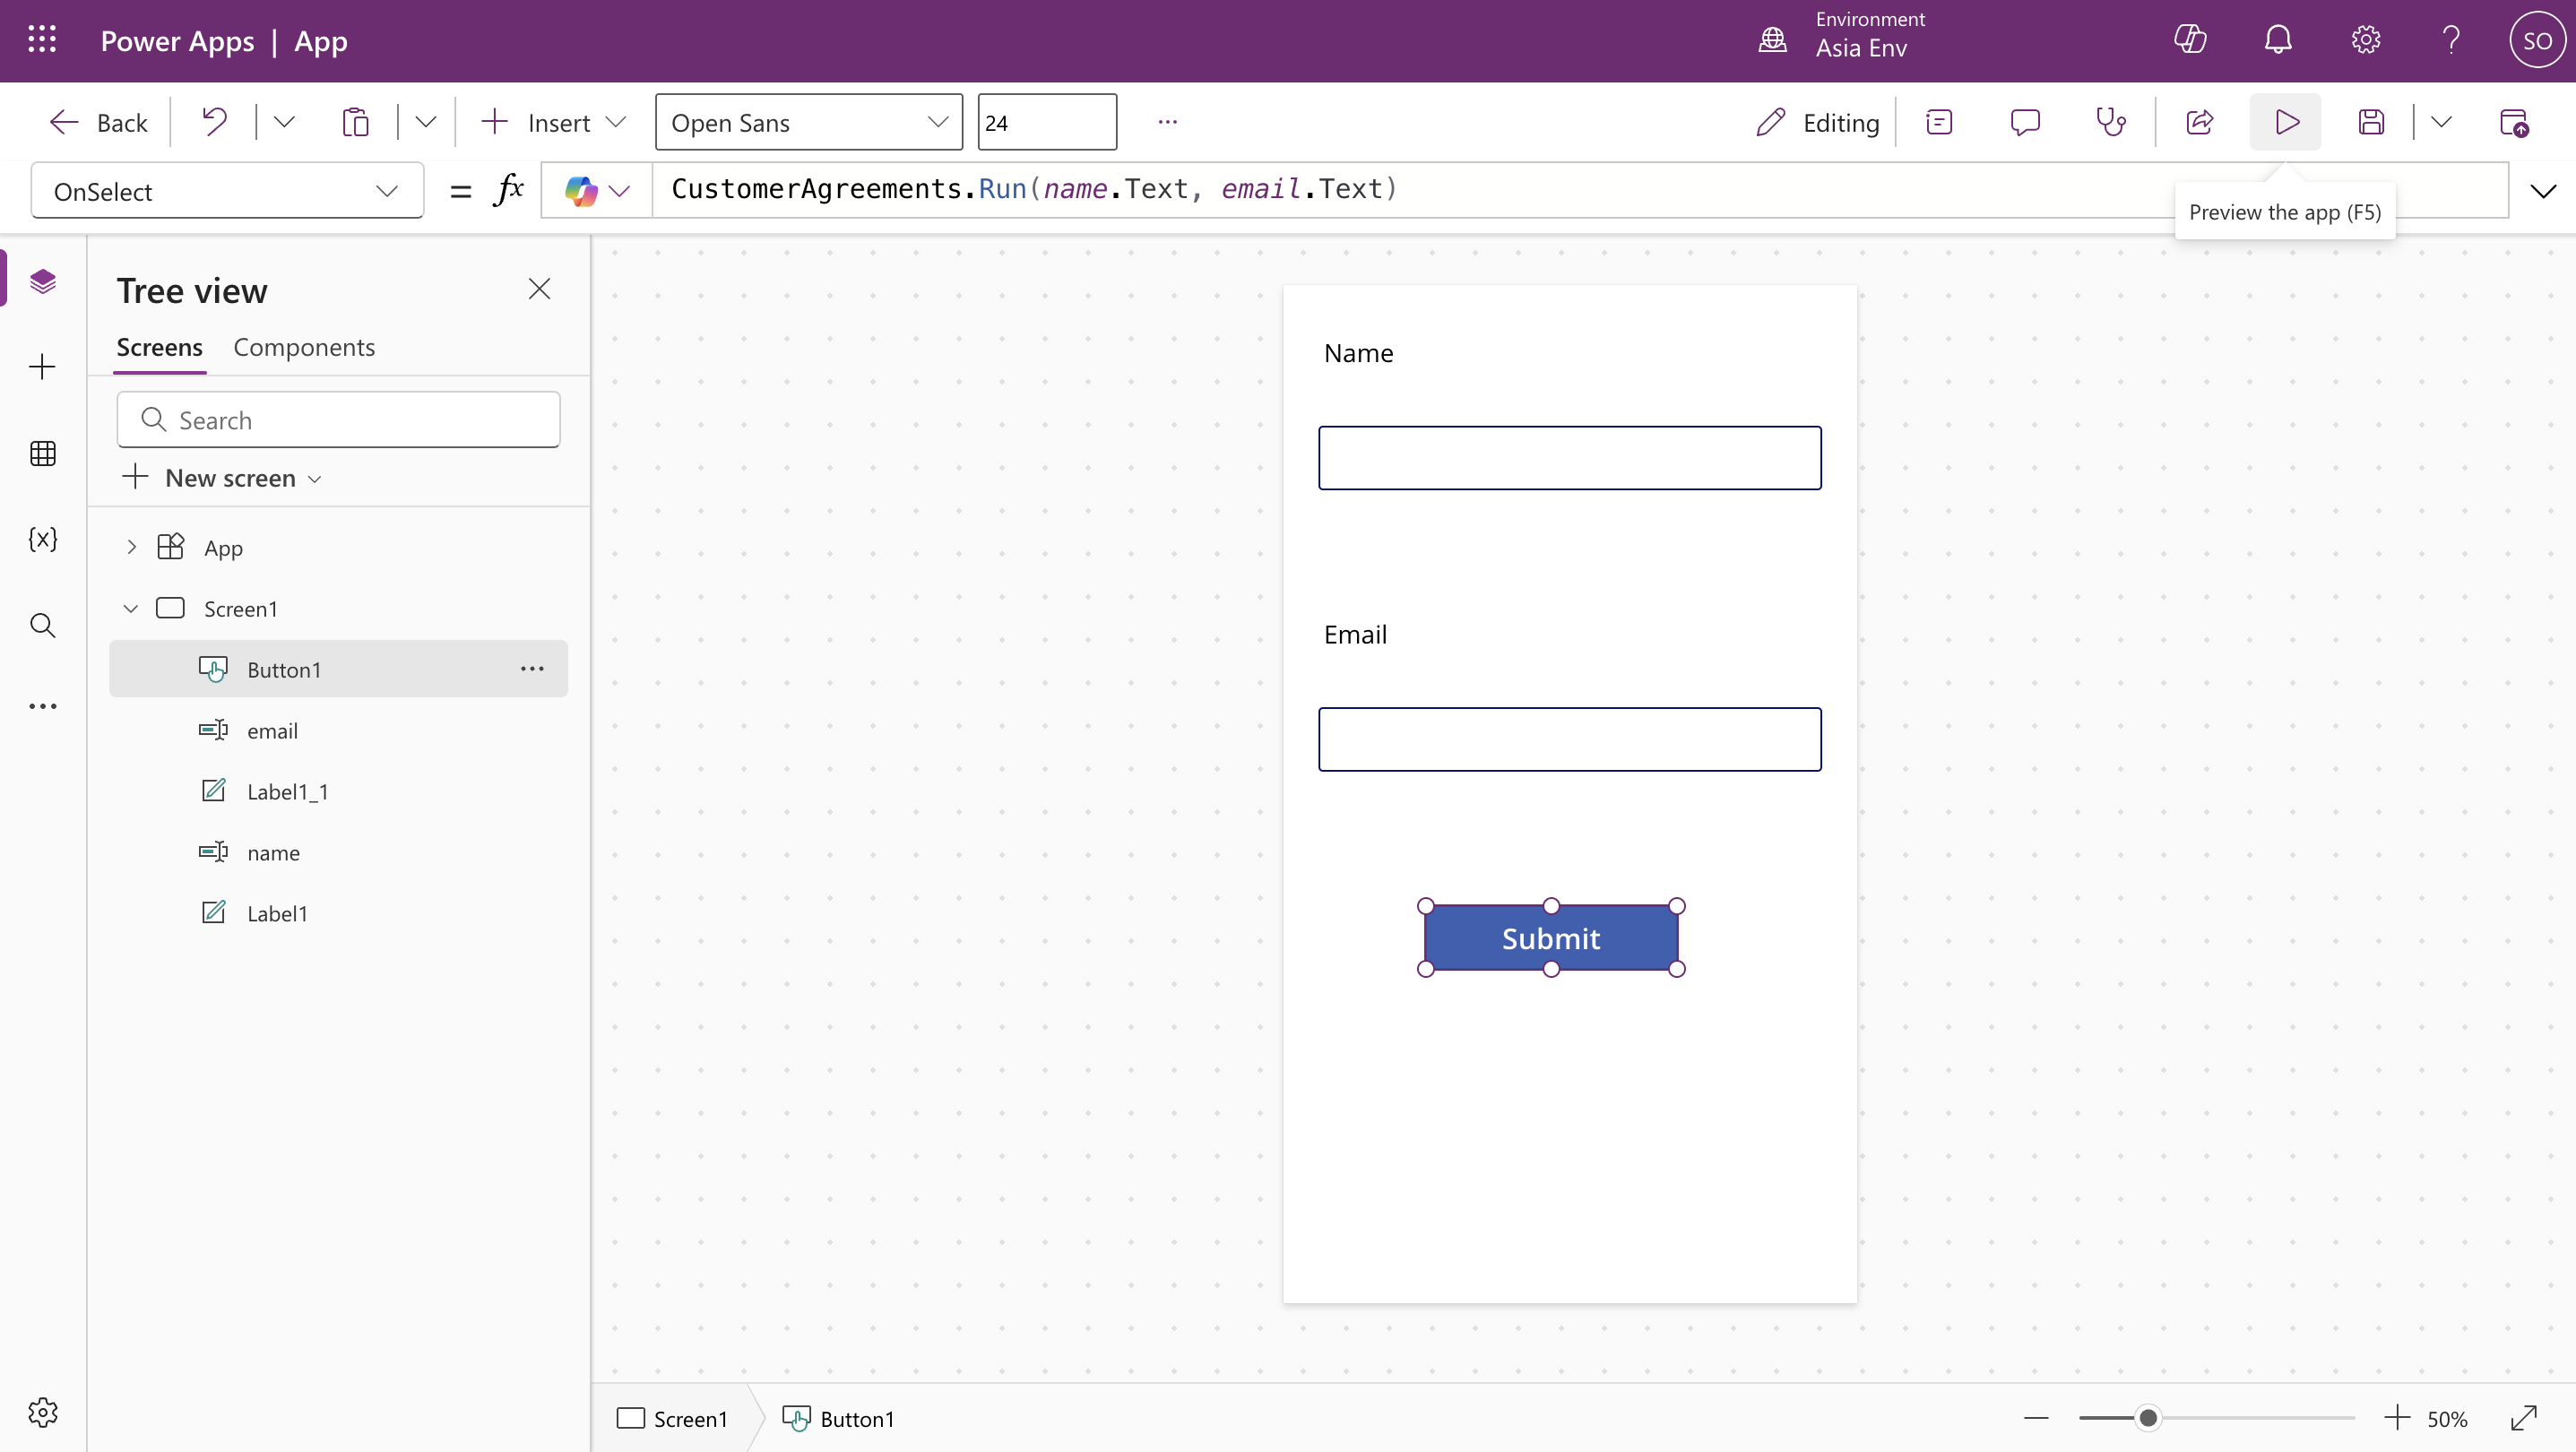 Power Apps | App
Environment
Asia Env
SO
Back
Insert
Open Sans
24
Editing
OnSelect
= fx
CustomerAgreements.Run(name.Text, email.Text)
Preview the app (F5)
Tree view
Screens
Components
Search
New screen
App
Screen1
Button1
email
Label1_1
name
Label1
Name
Email
Submit
Screen1
Button1
50%